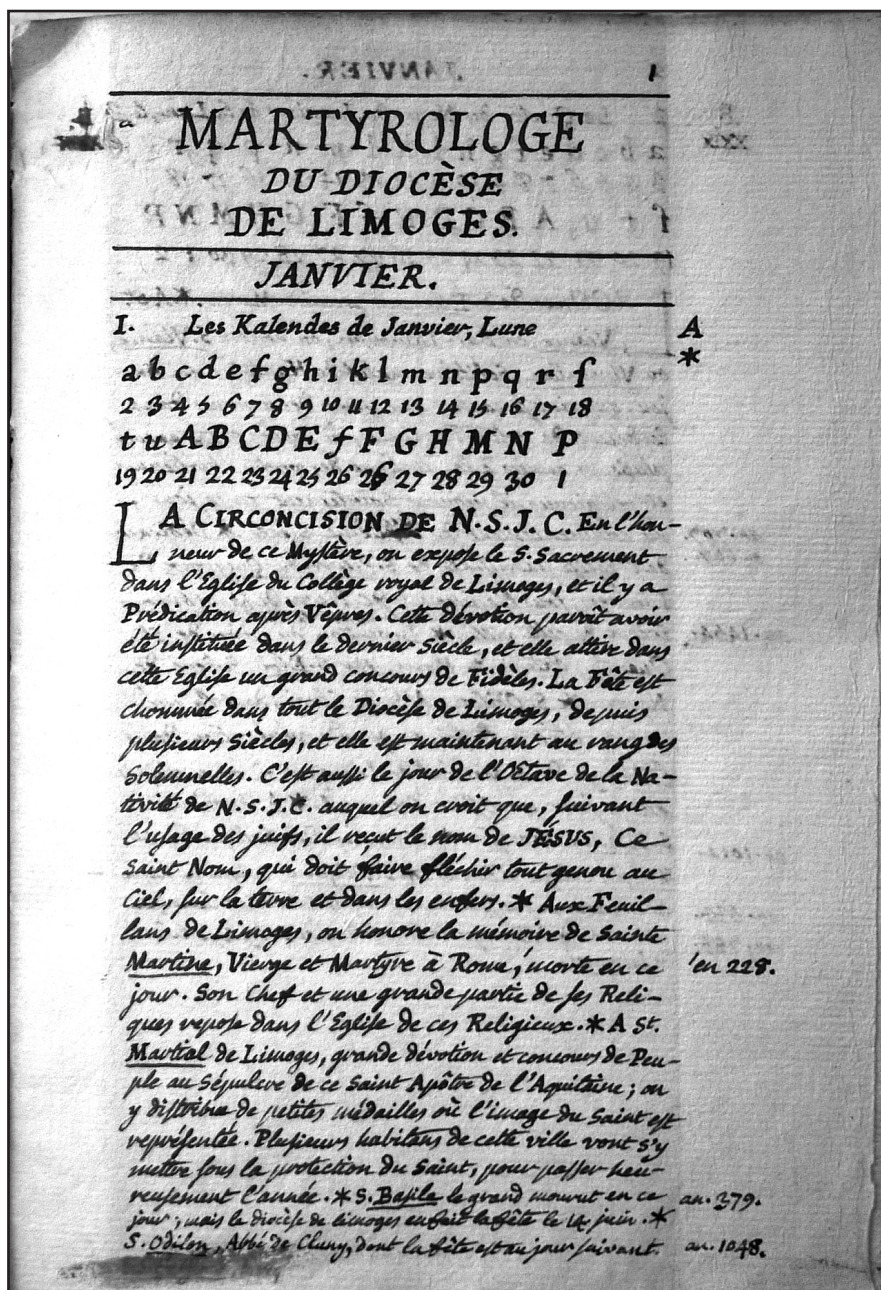 1
MARTYROLOGE
DU DIOCÈSE
DE LIMOGES.
JANVIER.
I. Les Kalendes de Janvier, Lune A
*
a b c d e f g h i k l m n p q r ſ
2 3 4 5 6 7 8 9 10 11 12 13 14 15 16 17 18
t u A B C D E f F G H M N P
19 20 21 22 23 24 25 26 26 27 28 29 30 1
LA CIRCONCISION DE N.S.J.C. En l'hon-
neur de ce Myſtère, on expoſe le S. Sacrement
dans l'Egliſe du Collège royal de Limoges, et il y a
Prédication après Vêpres. Cette dévotion paroît avoir
été inſtituée dans le dernier Siècle, et elle attire dans
cette Egliſe un grand concours de Fidèles. La Fête eſt
chommée dans tout le Diocèſe de Limoges, depuis
pluſieurs Siècles, et elle eſt maintenant au rang des
Solemnelles. C'eſt auſſi le jour de l'Octave de la Na-
tivité de N.S.J.C. auquel on croit que, ſuivant
l'uſage des juifs, il reçut le nom de JÉSUS, Ce
Saint Nom, qui doit faire fléchir tout genou au
Ciel, ſur la terre et dans les enfers. * Aux Feuil-
lans de Limoges, on honore la mémoire de Sainte
Martine, Vierge et Martyre à Rome, morte en ce 'en 228.
jour. Son Chef et une grande partie de ſes Reli-
ques repoſe dans l'Egliſe de ces Religieux. * A St.
Martial de Limoges, grande dévotion et concours de Peu-
ple au Sépulcre de ce Saint Apôtre de l'Aquitaine; on
y diſtribue de petites médailles où l'image du Saint eſt
repréſentée. Pluſieurs habitans de cette ville vont s'y
mettre ſous la protection du Saint, pour paſſer heu-
reuſement l'année. * S. Baſile le grand mourut en ce an. 379.
jour; mais le diocèſe de limoges en fait la fête le 14 juin. *
S. Odilon, Abbé de Cluny, dont la fête eſt au jour ſuivant. an. 1048.